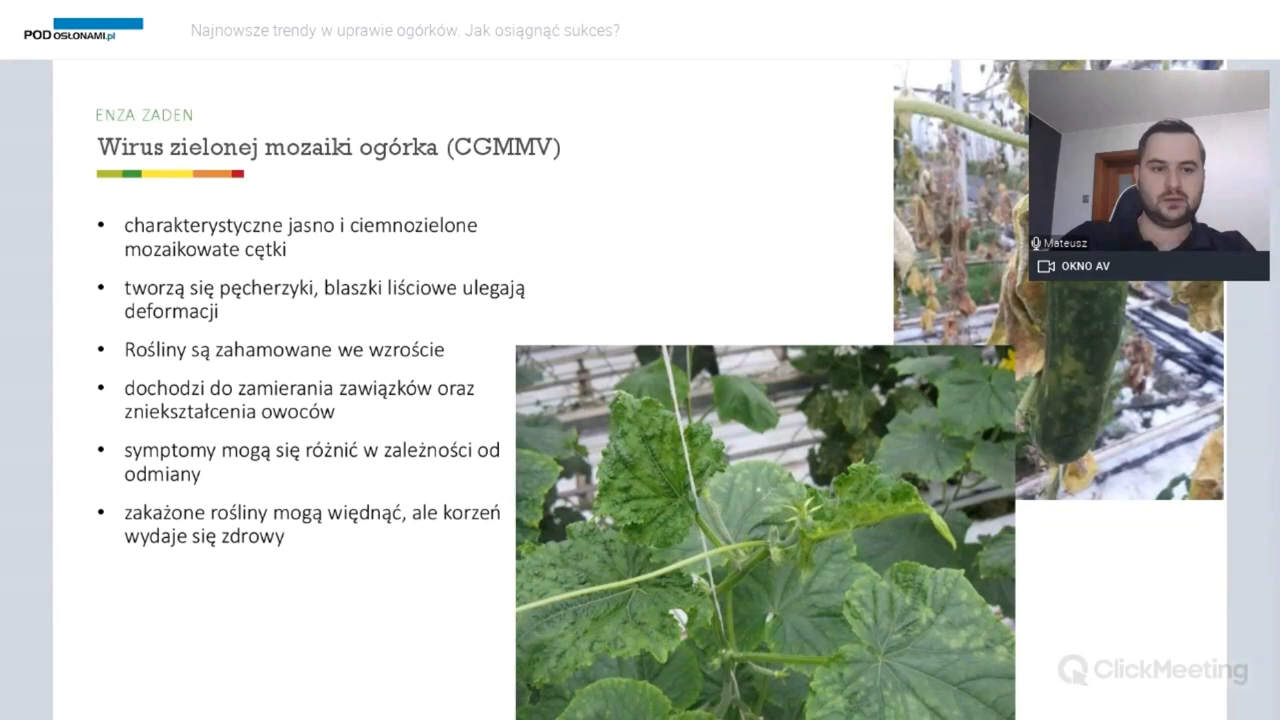 POD OSŁONAMI.pl
Najnowsze trendy w uprawie ogórków. Jak osiągnąć sukces?
ENZA ZADEN
Wirus zielonej mozaiki ogórka (CGMMV)
• charakterystyczne jasno i ciemnozielone
mozaikowate cętki
• tworzą się pęcherzyki, blaszki liściowe ulegają
deformacji
• Rośliny są zahamowane we wzroście
• dochodzi do zamierania zawiązków oraz
zniekształcenia owoców
• symptomy mogą się różnić w zależności od
odmiany
• zakażone rośliny mogą więdnąć, ale korzeń
wydaje się zdrowy
Mateusz
OKNO AV
ClickMeeting